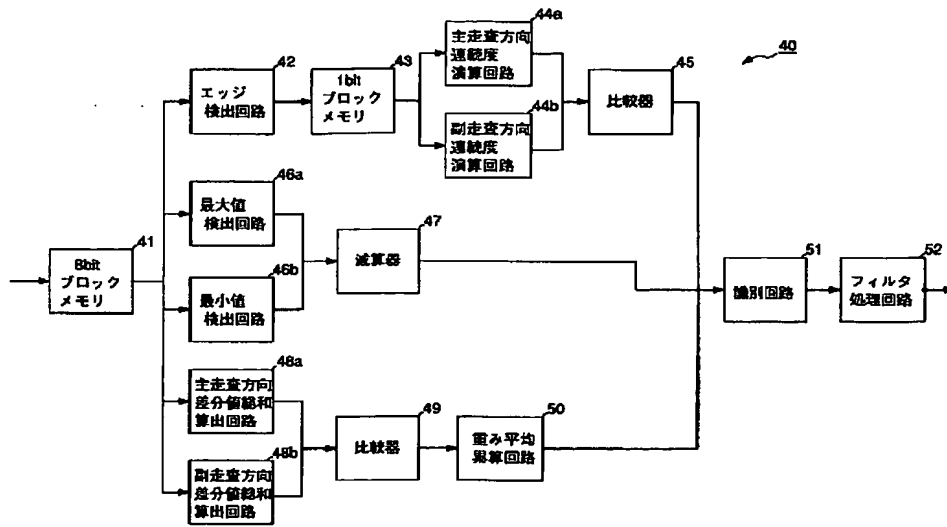 40
42
エッジ
検出回路
43
1bit
ブロック
メモリ
44a
主走査方向
連続度
演算回路
44b
副走査方向
連続度
演算回路
45
比較器
41
8bit
ブロック
メモリ
46a
最大値
検出回路
46b
最小値
検出回路
47
減算器
48a
主走査方向
差分値総和
算出回路
48b
副走査方向
差分値総和
算出回路
49
比較器
50
重み平均
累算回路
51
識別回路
52
フィルタ
処理回路